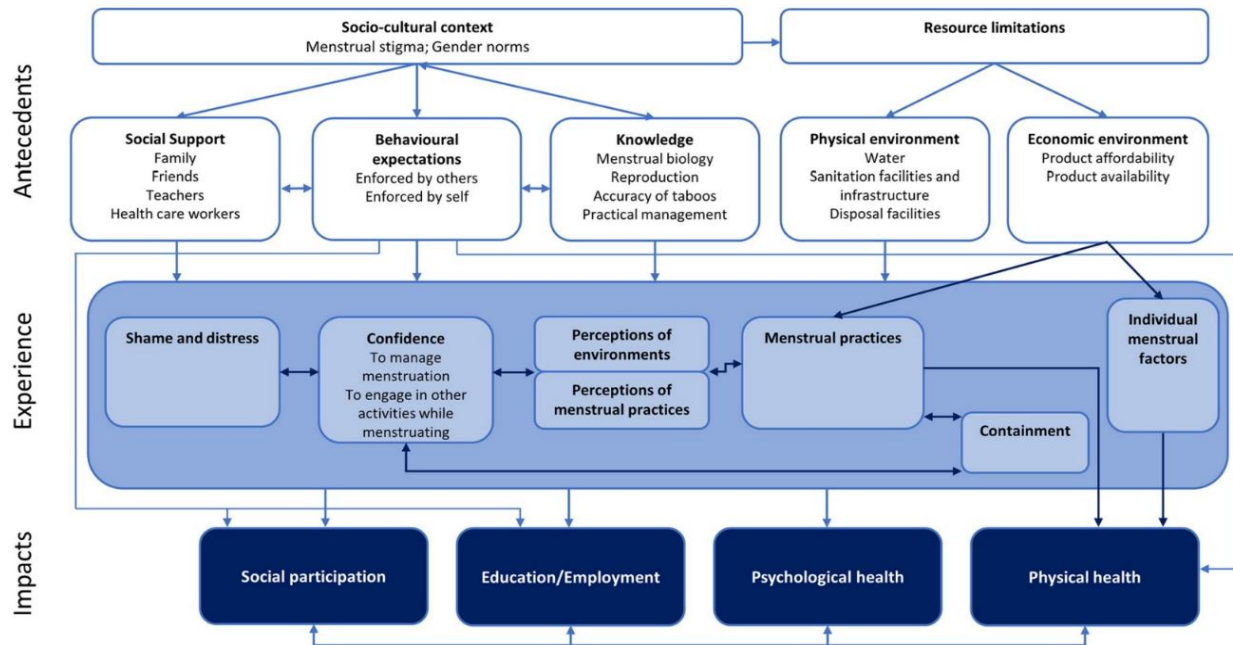 Antecedents
Socio-cultural context
Menstrual stigma; Gender norms
Resource limitations
Social Support
Family
Friends
Teachers
Health care workers
Behavioural
expectations
Enforced by others
Enforced by self
Knowledge
Menstrual biology
Reproduction
Accuracy of taboos
Practical management
Physical environment
Water
Sanitation facilities and
infrastructure
Disposal facilities
Economic environment
Product affordability
Product availability
Experience
Shame and distress
Confidence
To manage
menstruation
To engage in other
activities while
menstruating
Perceptions of
environments
Perceptions of
menstrual practices
Menstrual practices
Containment
Individual
menstrual
factors
Impacts
Social participation
Education/Employment
Psychological health
Physical health